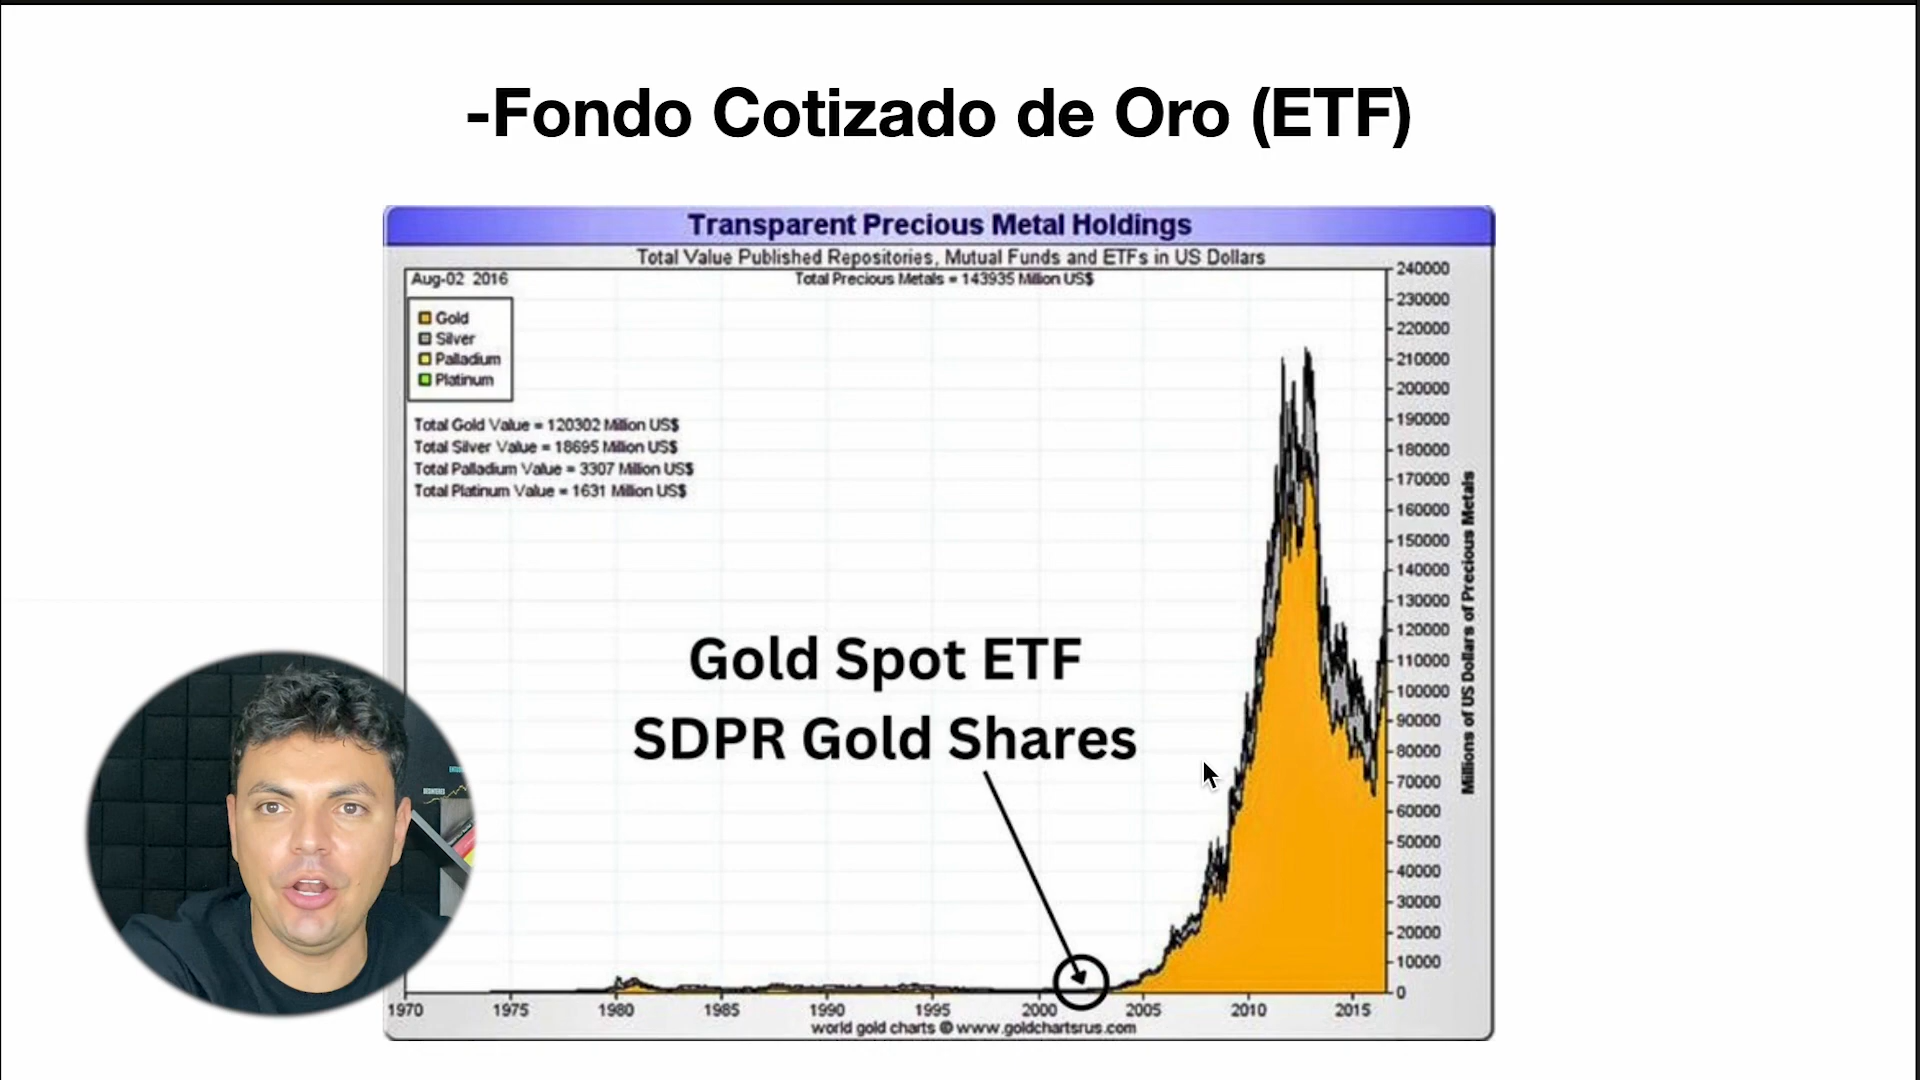 -Fondo Cotizado de Oro (ETF)
Transparent Precious Metal Holdings
Total Value Published Repositories, Mutual Funds and ETFs in US Dollars
Aug-02 2016
Total Precious Metals = 143935 Million US$
Gold
Silver
Palladium
Platinum
Total Gold Value = 120302 Million US$
Total Silver Value = 18695 Million US$
Total Palladium Value = 3307 Million US$
Total Platinum Value = 1631 Million US$
Gold Spot ETF
SDPR Gold Shares
240000
230000
220000
210000
200000
190000
180000
170000
160000
150000
140000
130000
120000
110000
100000
90000
80000
70000
60000
50000
40000
30000
20000
10000
0
Millions of US Dollars of Precious Metals
1970 1975 1980 1985 1990 1995 2000 2005 2010 2015
world gold charts © www.goldchartsrus.com